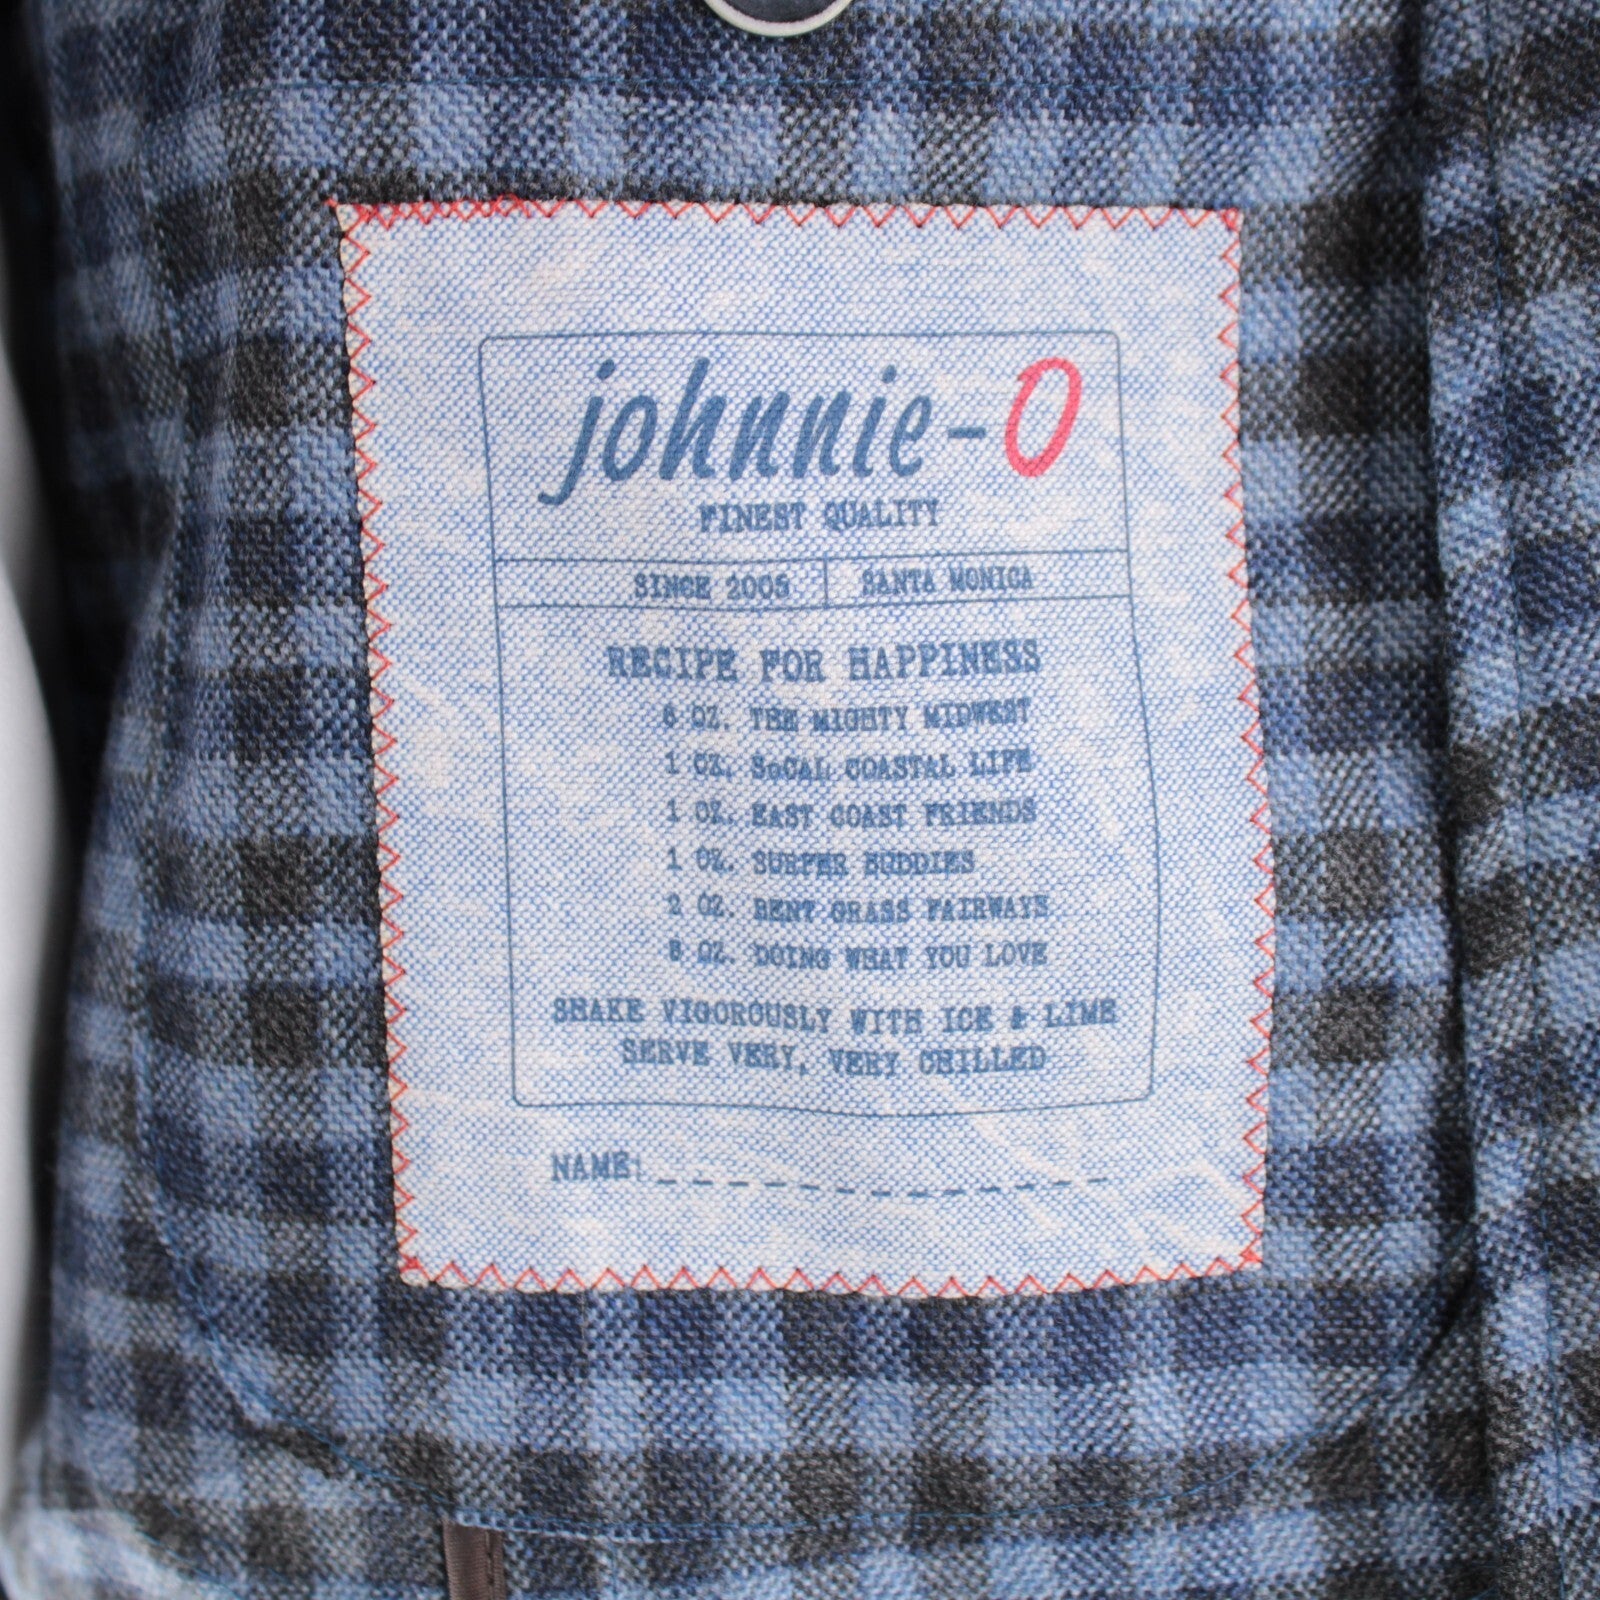 johnnie-O
FINEST QUALITY
SINCE 2005 SANTA MONICA
RECIPE FOR HAPPINESS
6 OZ. THE MIGHTY MIDWEST
1 OZ. SoCAL COASTAL LIFE
1 OZ. EAST COAST FRIENDS
1 OZ. SURFER BUDDIES
2 OZ. BENT GRASS FAIRWAYS
8 OZ. DOING WHAT YOU LOVE
SHAKE VIGOROUSLY WITH ICE & LIME
SERVE VERY, VERY CHILLED
NAME: